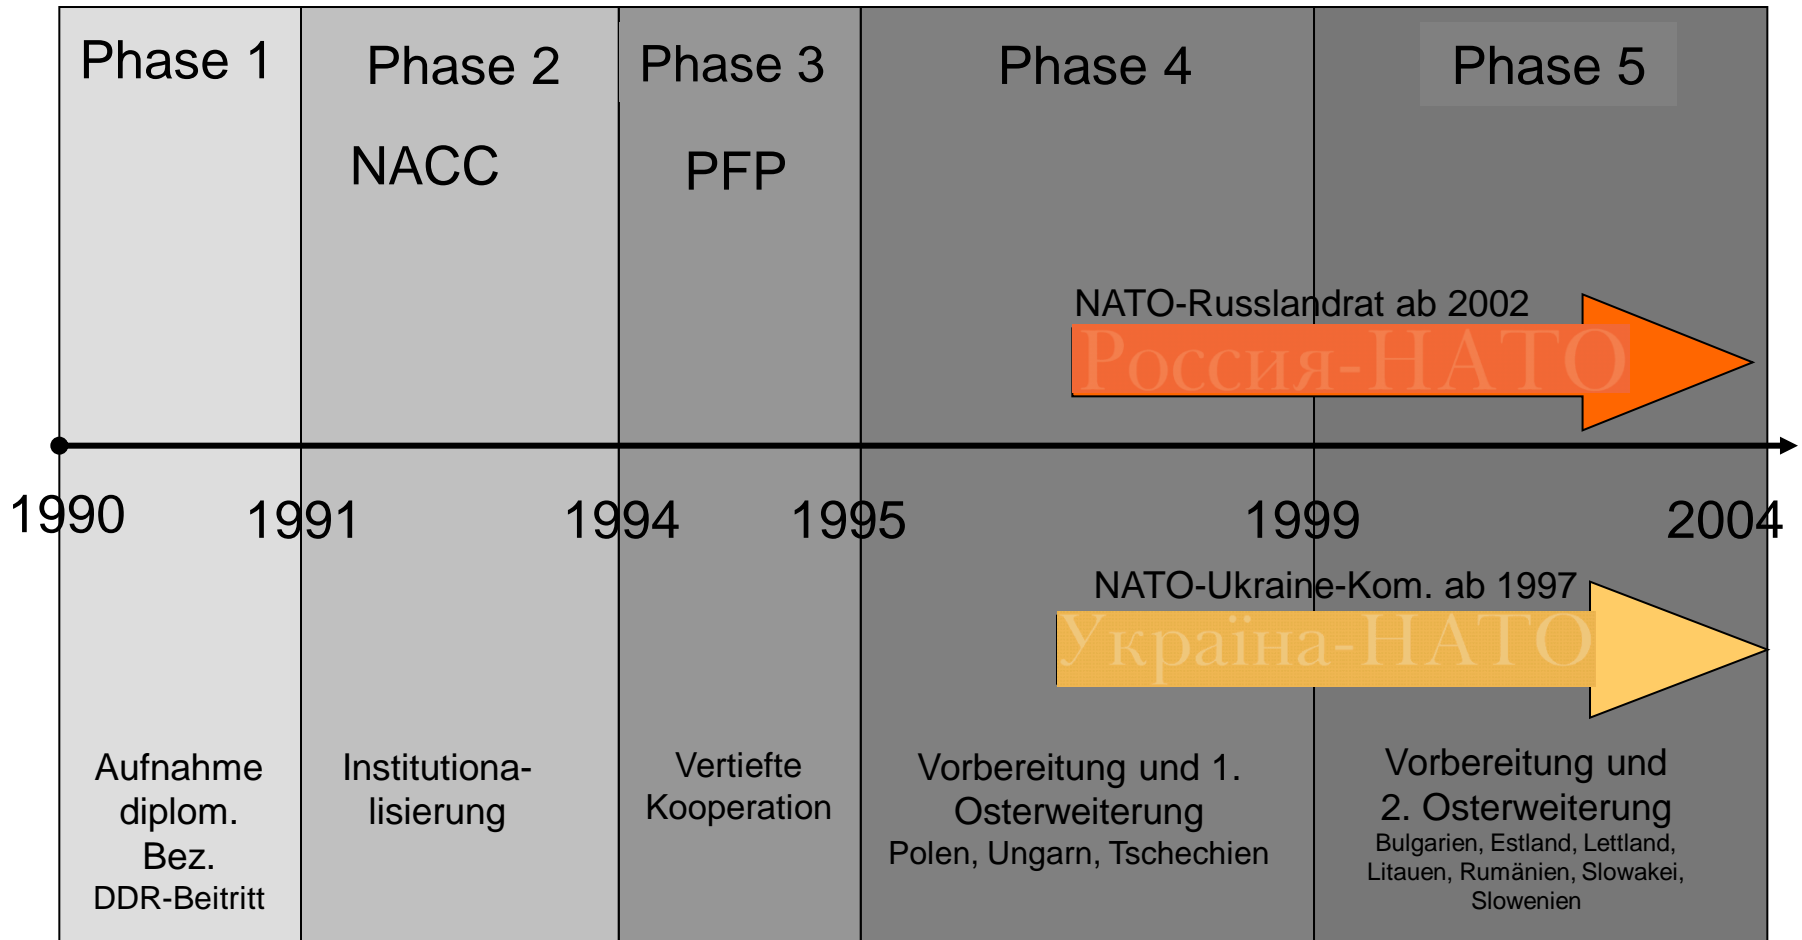 Phase 1
Phase 2
Phase 3
Phase 4
Phase 5
NACC
PFP
NATO-Russlandrat ab 2002
Россия-НАТО
1990
1991
1994
1995
1999
2004
NATO-Ukraine-Kom. ab 1997
Україна-НАТО
Aufnahme
diplom.
Bez.
DDR-Beitritt
Institutiona-
lisierung
Vertiefte
Kooperation
Vorbereitung und 1.
Osterweiterung
Polen, Ungarn, Tschechien
Vorbereitung und
2. Osterweiterung
Bulgarien, Estland, Lettland,
Litauen, Rumänien, Slowakei,
Slowenien